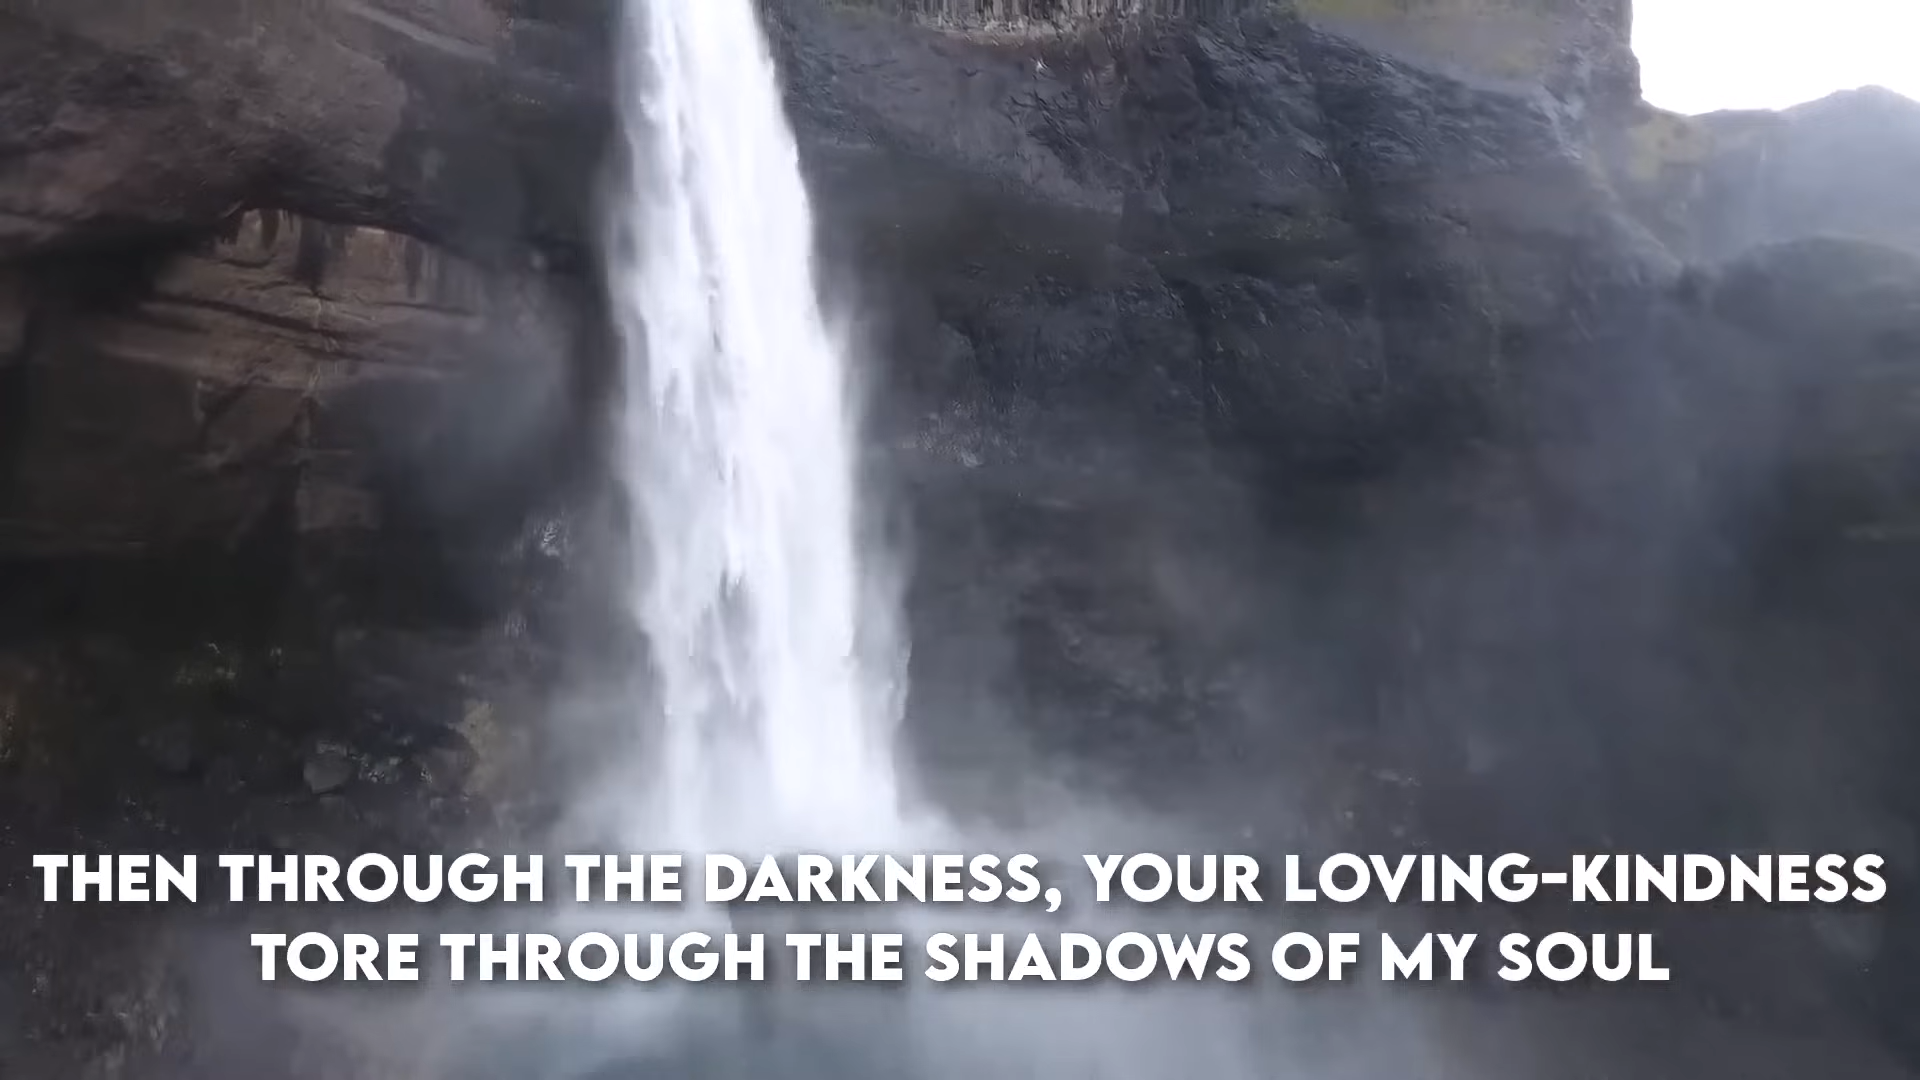 THEN THROUGH THE DARKNESS, YOUR LOVING-KINDNESS
TORE THROUGH THE SHADOWS OF MY SOUL